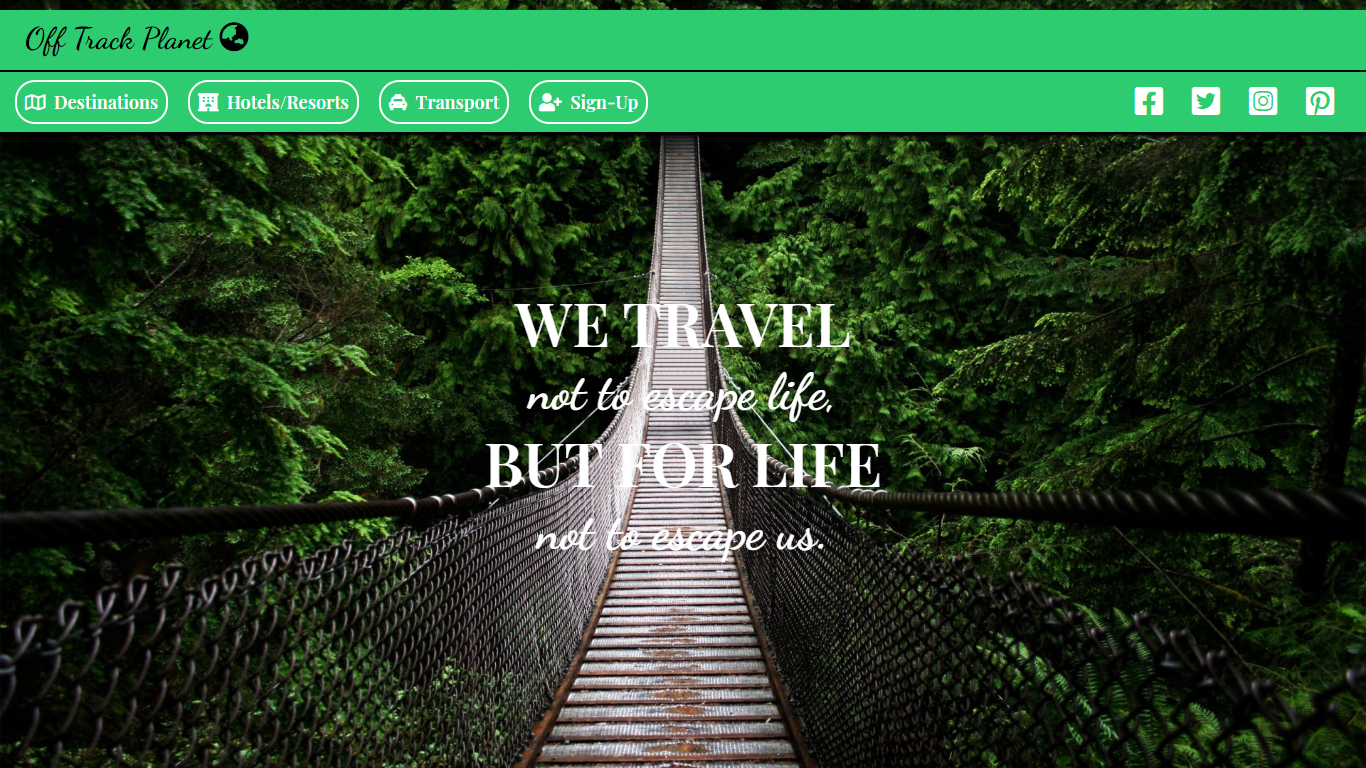 Off Track Planet
Destinations Hotels/Resorts Transport Sign-Up
WE TRAVEL
not to escape life,
BUT FOR LIFE
not to escape us.